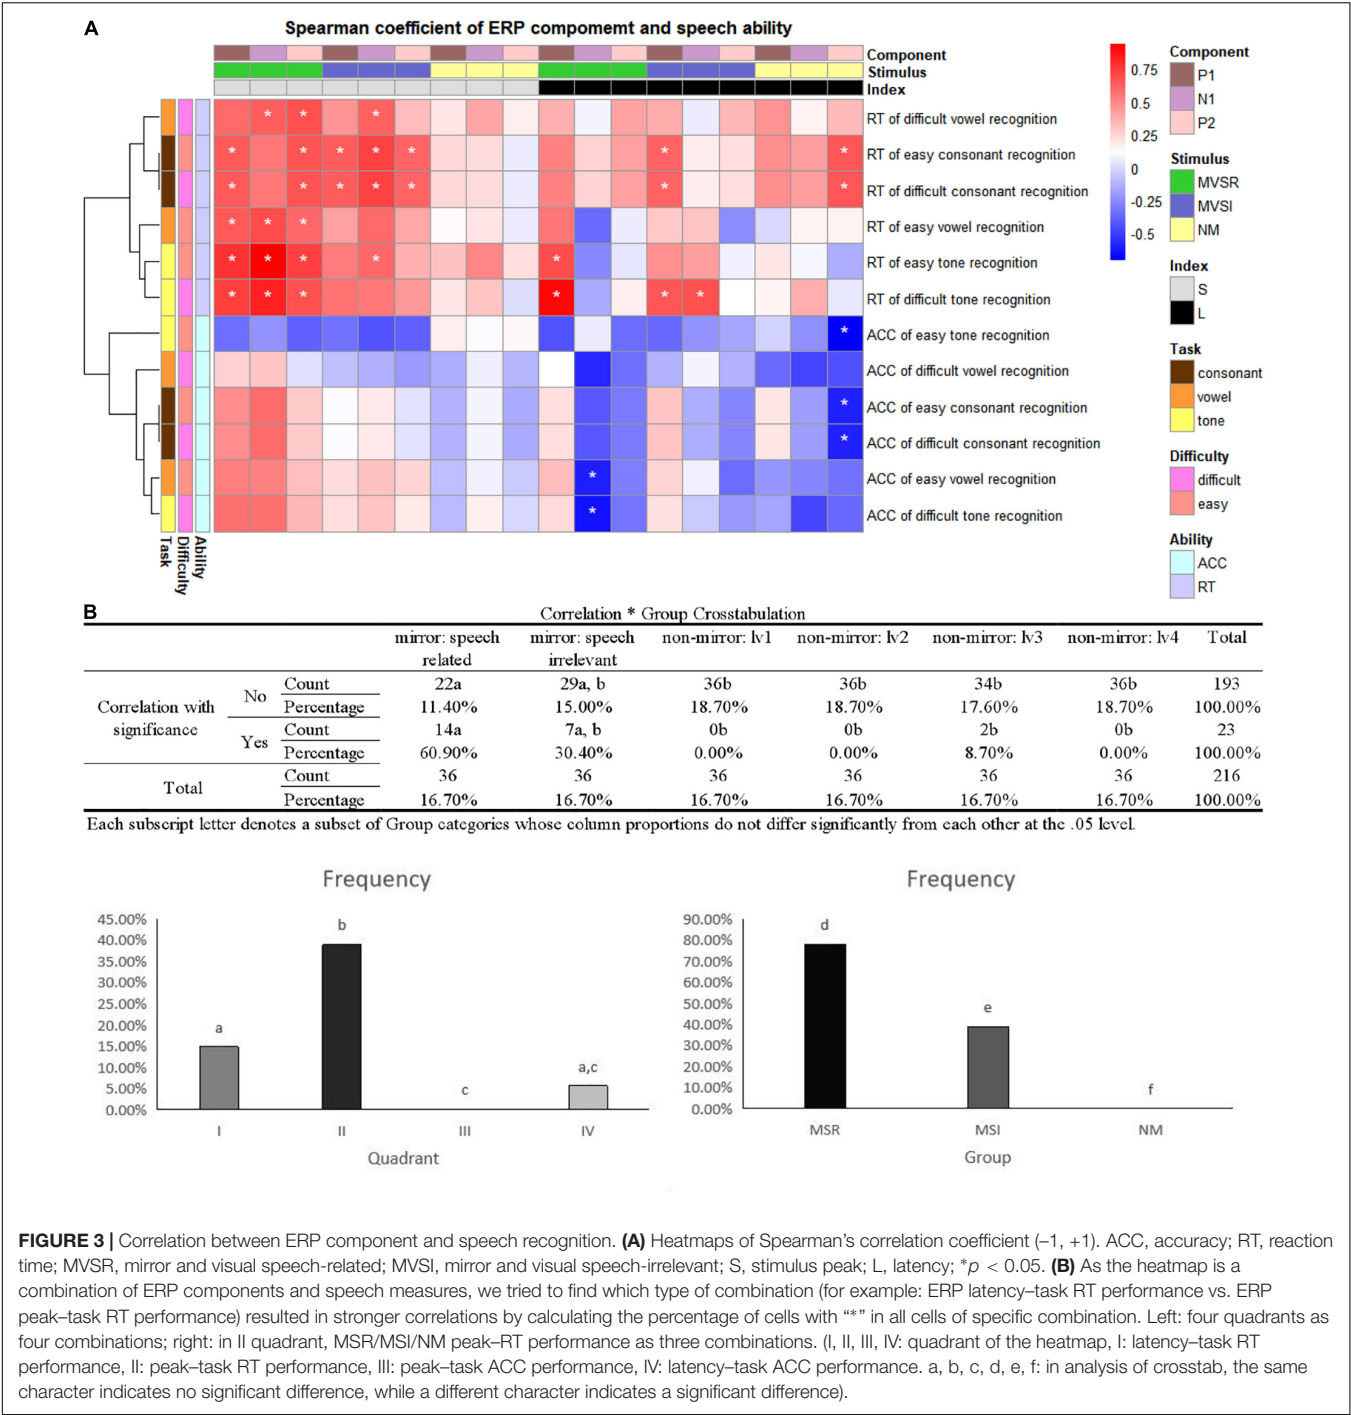 A
Spearman coefficient of ERP compomemt and speech ability
Component
Stimulus
Index
RT of difficult vowel recognition
* * *
RT of easy consonant recognition
* * * * * * *
RT of difficult consonant recognition
* * * * * * *
RT of easy vowel recognition
* * *
RT of easy tone recognition
* * * * *
RT of difficult tone recognition
* * * * * *
ACC of easy tone recognition
*
ACC of difficult vowel recognition
ACC of easy consonant recognition
*
ACC of difficult consonant recognition
*
ACC of easy vowel recognition
*
ACC of difficult tone recognition
*
Task
Difficulty
Ability
0.75
0.5
0.25
0
-0.25
-0.5
Component
P1
N1
P2
Stimulus
MVSR
MVSI
NM
Index
S
L
Task
consonant
vowel
tone
Difficulty
difficult
easy
Ability
ACC
RT
B
Correlation * Group Crosstabulation
mirror: speech related mirror: speech irrelevant non-mirror: lv1 non-mirror: lv2 non-mirror: lv3 non-mirror: lv4 Total
Correlation with significance
No Count 22a 29a, b 36b 36b 34b 36b 193
Percentage 11.40% 15.00% 18.70% 18.70% 17.60% 18.70% 100.00%
Yes Count 14a 7a, b 0b 0b 2b 0b 23
Percentage 60.90% 30.40% 0.00% 0.00% 8.70% 0.00% 100.00%
Total Count 36 36 36 36 36 36 216
Percentage 16.70% 16.70% 16.70% 16.70% 16.70% 16.70% 100.00%
Each subscript letter denotes a subset of Group categories whose column proportions do not differ significantly from each other at the .05 level.
Frequency
45.00%
40.00%
35.00%
30.00%
25.00%
20.00%
15.00%
10.00%
5.00%
0.00%
a
b
c
a,c
I II III IV
Quadrant
Frequency
90.00%
80.00%
70.00%
60.00%
50.00%
40.00%
30.00%
20.00%
10.00%
0.00%
d
e
f
MSR MSI NM
Group
FIGURE 3 | Correlation between ERP component and speech recognition. (A) Heatmaps of Spearman's correlation coefficient (–1, +1). ACC, accuracy; RT, reaction
time; MVSR, mirror and visual speech-related; MVSI, mirror and visual speech-irrelevant; S, stimulus peak; L, latency; *p < 0.05. (B) As the heatmap is a
combination of ERP components and speech measures, we tried to find which type of combination (for example: ERP latency–task RT performance vs. ERP
peak–task RT performance) resulted in stronger correlations by calculating the percentage of cells with "*" in all cells of specific combination. Left: four quadrants as
four combinations; right: in II quadrant, MSR/MSI/NM peak–RT performance as three combinations. (I, II, III, IV: quadrant of the heatmap, I: latency–task RT
performance, II: peak–task RT performance, III: peak–task ACC performance, IV: latency–task ACC performance. a, b, c, d, e, f: in analysis of crosstab, the same
character indicates no significant difference, while a different character indicates a significant difference).